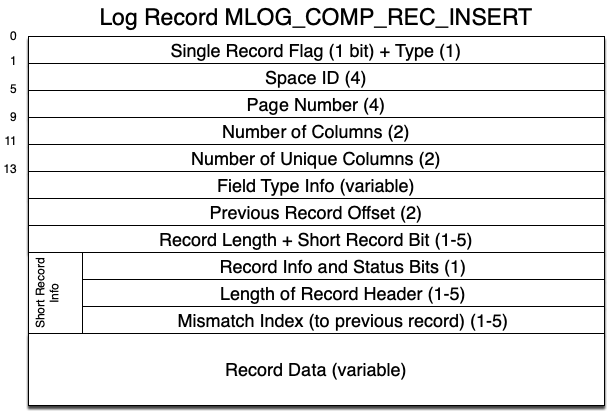 Log Record MLOG_COMP_REC_INSERT
0
Single Record Flag (1 bit) + Type (1)
1
Space ID (4)
5
Page Number (4)
9
Number of Columns (2)
11
Number of Unique Columns (2)
13
Field Type Info (variable)
Previous Record Offset (2)
Record Length + Short Record Bit (1-5)
Short Record
Info
Record Info and Status Bits (1)
Length of Record Header (1-5)
Mismatch Index (to previous record) (1-5)
Record Data (variable)